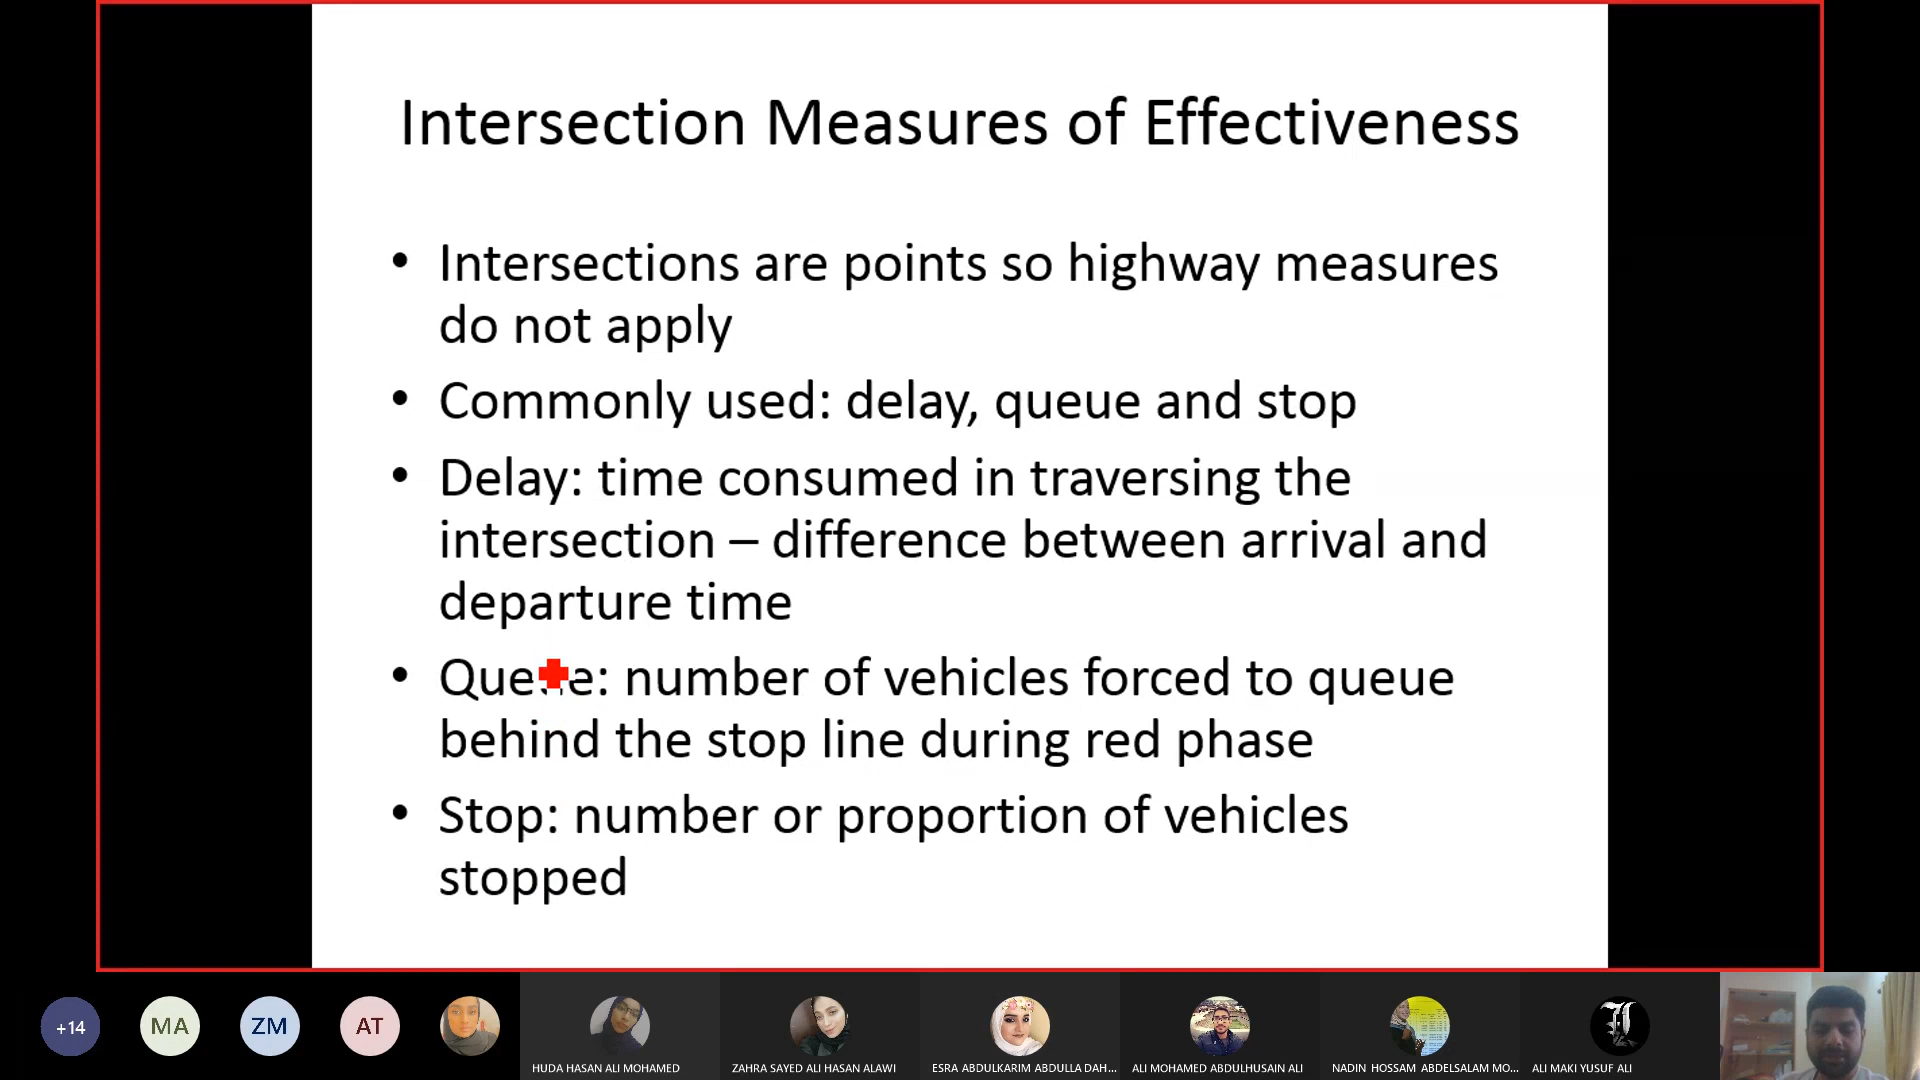 Intersection Measures of Effectiveness
• Intersections are points so highway measures
do not apply
• Commonly used: delay, queue and stop
• Delay: time consumed in traversing the
intersection – difference between arrival and
departure time
• Queue: number of vehicles forced to queue
behind the stop line during red phase
• Stop: number or proportion of vehicles
stopped
+14
MA
ZM
AT
HUDA HASAN ALI MOHAMED
ZAHRA SAYED ALI HASAN ALAWI
ESRA ABDULKARIM ABDULLA DAH...
ALI MOHAMED ABDULHUSAIN ALI
NADIN HOSSAM ABDELSALAM MO...
ALI MAKI YUSUF ALI